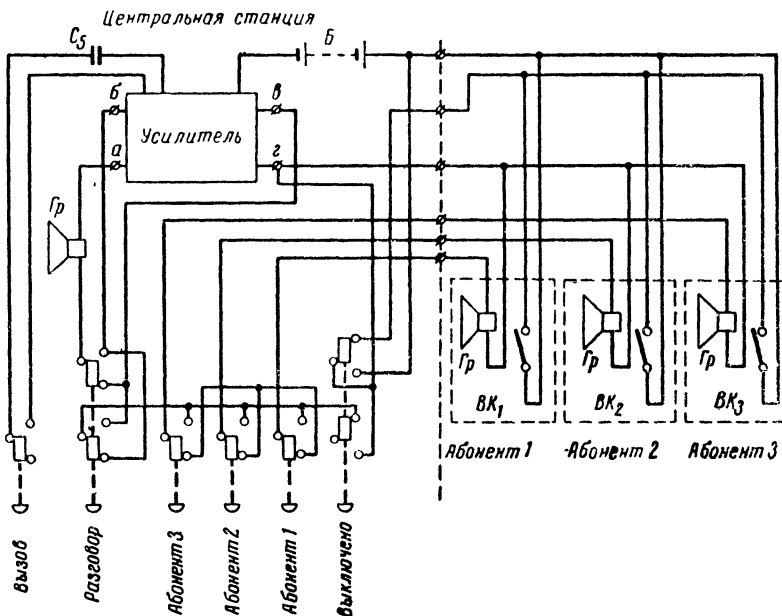 Центральная станция
C5
Б
б
в
Усилитель
а
г
Гр
Гр
Гр
Гр
ВК1
ВК2
ВК3
Абонент 1
Абонент 2
Абонент 3
Вызов
Разговор
Абонент 3
Абонент 2
Абонент 1
Выключено